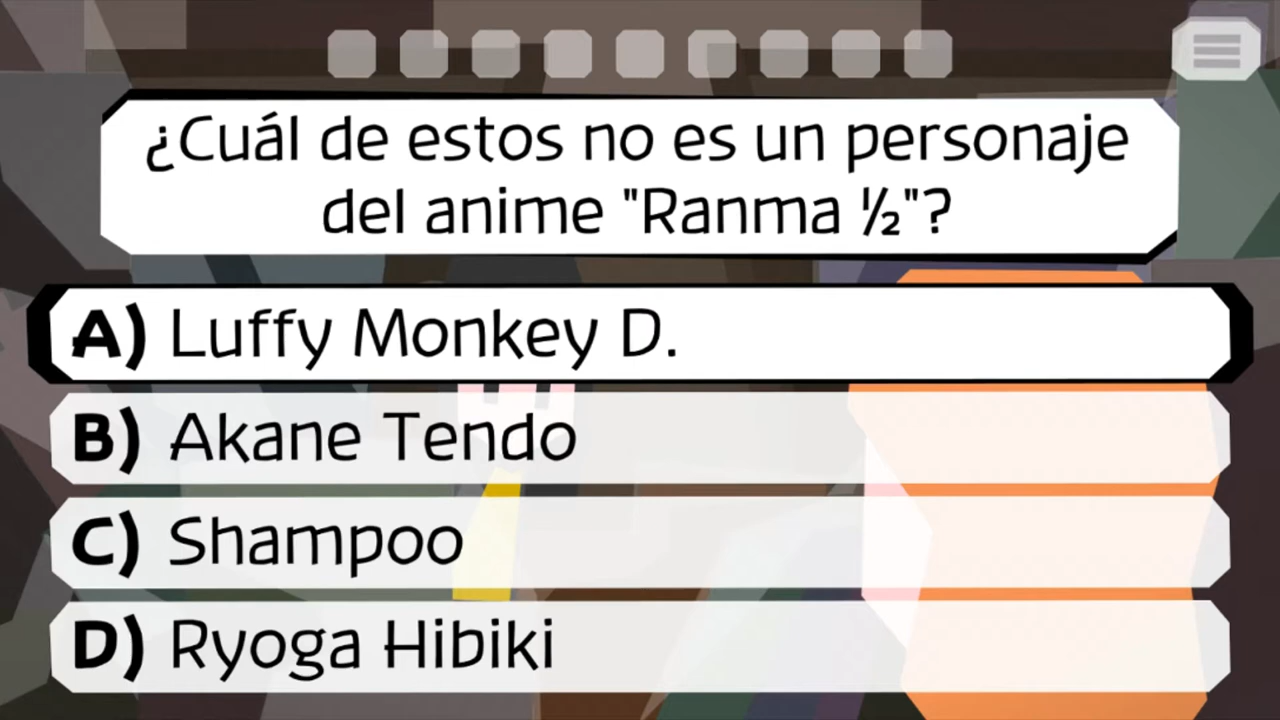 ¿Cuál de estos no es un personaje
del anime "Ranma ½"?
A) Luffy Monkey D.
B) Akane Tendo
C) Shampoo
D) Ryoga Hibiki